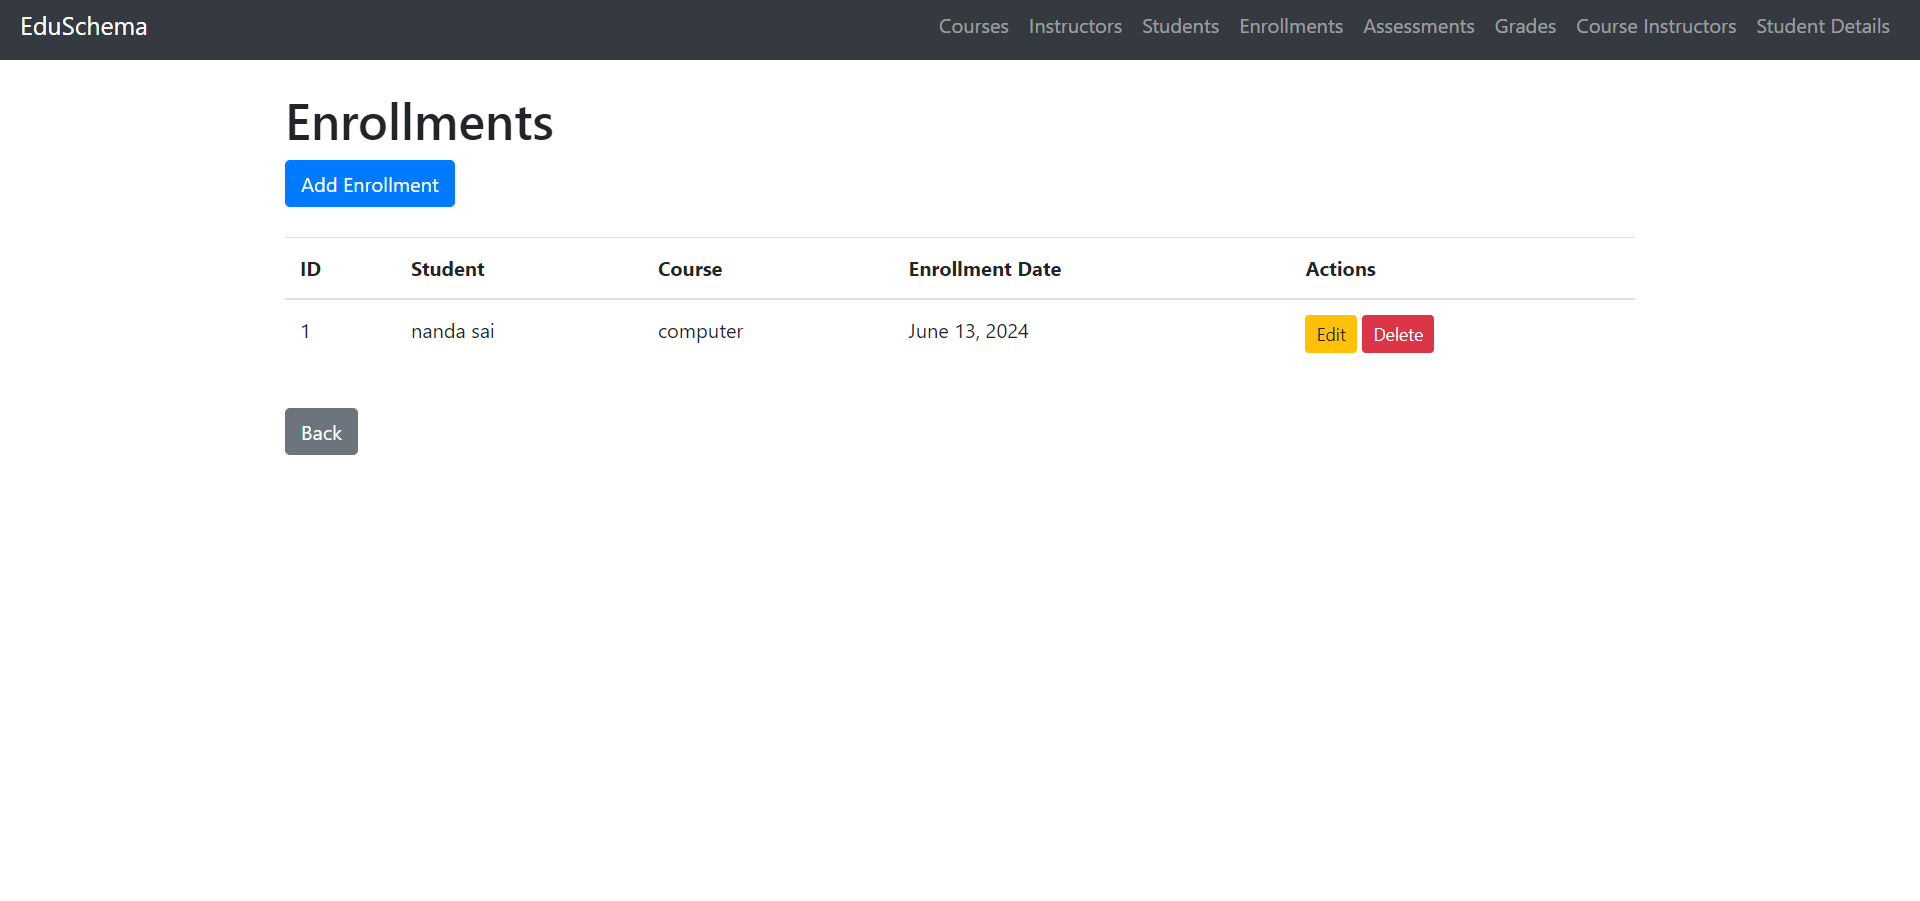 EduSchema Courses Instructors Students Enrollments Assessments Grades Course Instructors Student Details
Enrollments
Add Enrollment
ID Student Course Enrollment Date Actions
1 nanda sai computer June 13, 2024 Edit Delete
Back